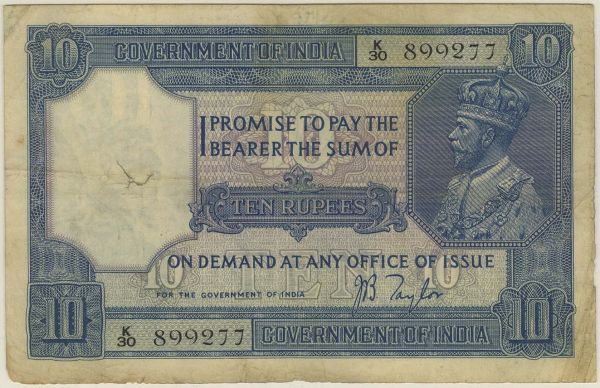 10 GOVERNMENT OF INDIA K/30 899277 10
I PROMISE TO PAY THE
BEARER THE SUM OF
10
TEN RUPEES
ON DEMAND AT ANY OFFICE OF ISSUE
10 TEN 10
FOR THE GOVERNMENT OF INDIA
JB Taylor
10 K/30 899277 GOVERNMENT OF INDIA 10